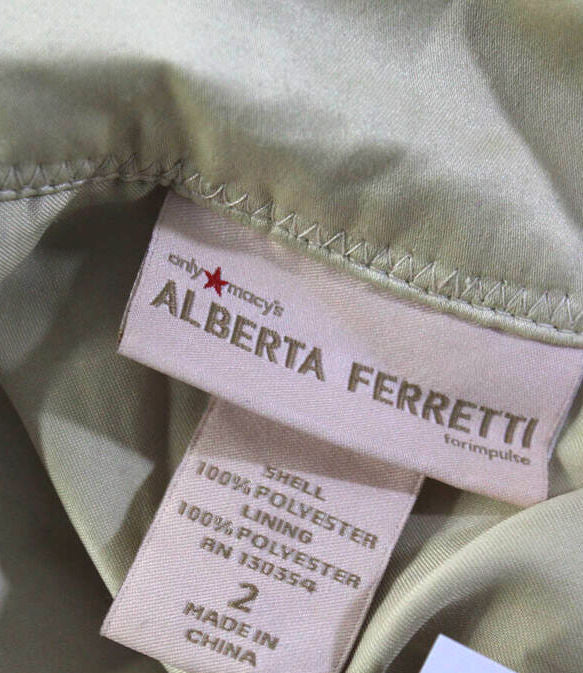 only★macy's
ALBERTA FERRETTI
forimpulse
SHELL
100% POLYESTER
LINING
100% POLYESTER
RN 130354
2
MADE IN
CHINA